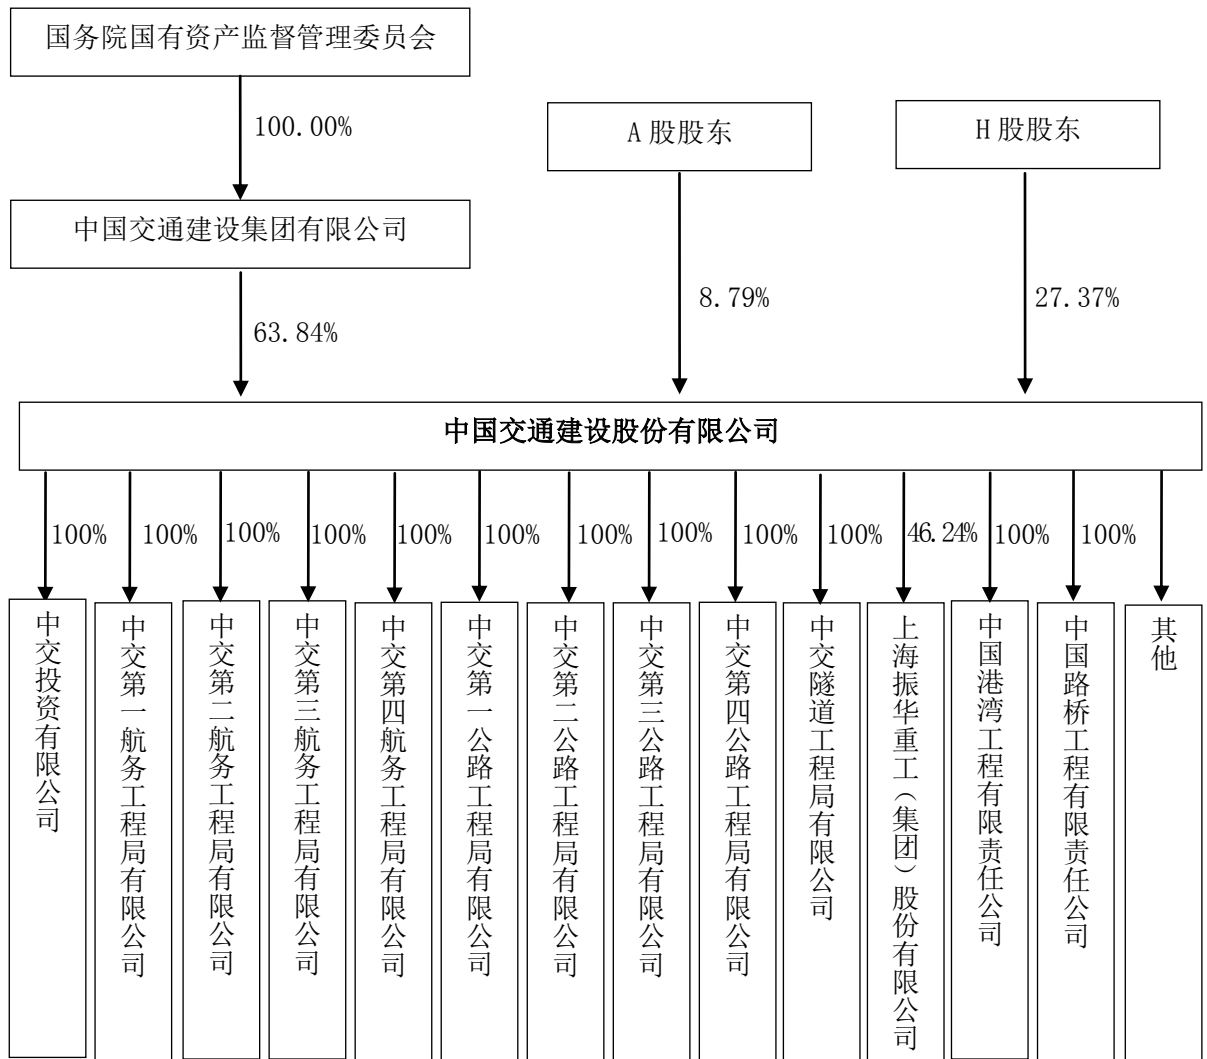 国务院国有资产监督管理委员会
100.00%
A 股股东
H 股股东
中国交通建设集团有限公司
8.79%
27.37%
63.84%
中国交通建设股份有限公司
100%
100%
100%
100%
100%
100%
100%
100%
100%
100%
46.24%
100%
100%
中交投资有限公司
中交第一航务工程局有限公司
中交第二航务工程局有限公司
中交第三航务工程局有限公司
中交第四航务工程局有限公司
中交第一公路工程局有限公司
中交第二公路工程局有限公司
中交第三公路工程局有限公司
中交第四公路工程局有限公司
中交隧道工程局有限公司
上海振华重工（集团）股份有限公司
中国港湾工程有限责任公司
中国路桥工程有限责任公司
其他